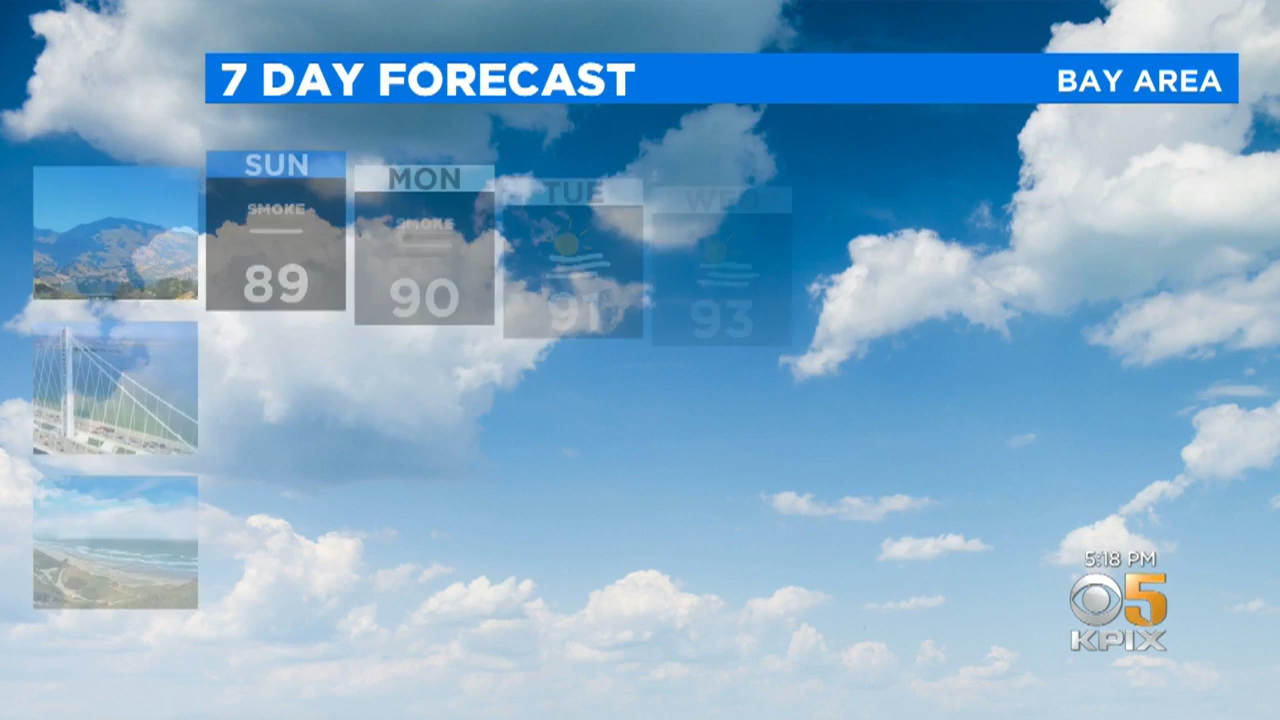 7 DAY FORECAST
BAY AREA
SUN
MON
TUE
WED
SMOKE
SMOKE
89
90
91
93
5:18 PM
5
KPIX